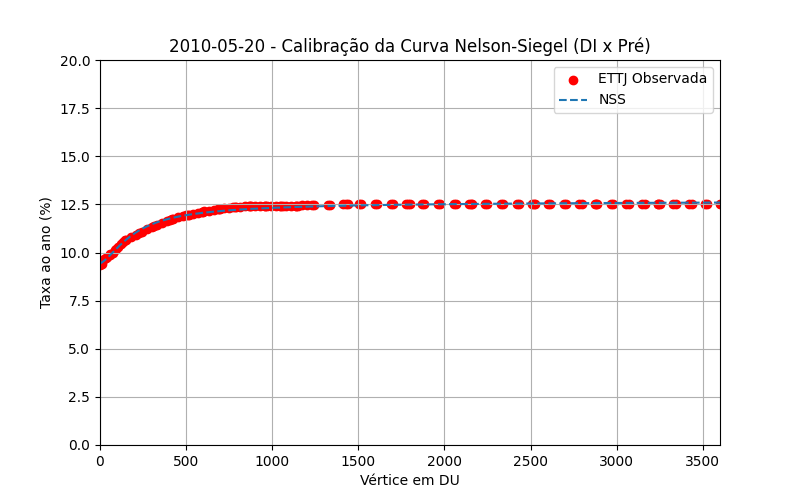 2010-05-20 - Calibração da Curva Nelson-Siegel (DI x Pré)
20.0
17.5
15.0
12.5
10.0
7.5
5.0
2.5
0.0
Taxa ao ano (%)
ETTJ Observada
NSS
0 500 1000 1500 2000 2500 3000 3500
Vértice em DU